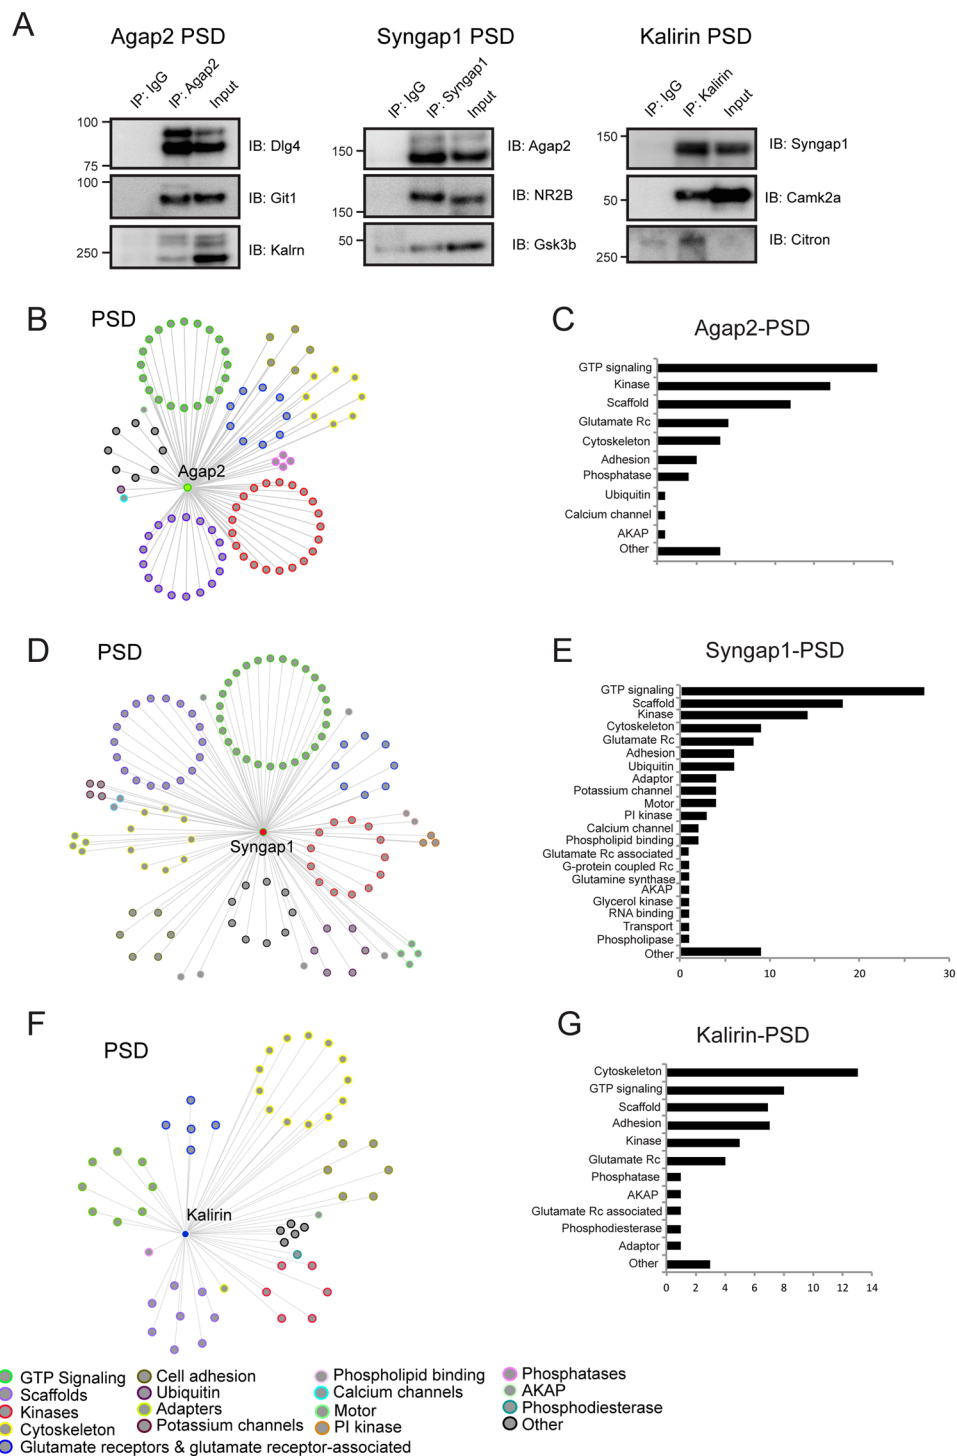 A
Agap2 PSD
Syngap1 PSD
Kalirin PSD
IP: IgG
IP: Agap2
Input
IP: IgG
IP: Syngap1
Input
IP: IgG
IP: Kalirin
Input
100
75
IB: Dlg4
100
IB: Git1
250
IB: Kalrn
150
IB: Agap2
150
IB: NR2B
50
IB: Gsk3b
150
IB: Syngap1
50
IB: Camk2a
250
IB: Citron
B
PSD
Agap2
C
Agap2-PSD
GTP signaling
Kinase
Scaffold
Glutamate Rc
Cytoskeleton
Adhesion
Phosphatase
Ubiquitin
Calcium channel
AKAP
Other
D
PSD
Syngap1
E
Syngap1-PSD
GTP signaling
Scaffold
Kinase
Cytoskeleton
Glutamate Rc
Adhesion
Ubiquitin
Adaptor
Potassium channel
Motor
PI kinase
Calcium channel
Phospholipid binding
Glutamate Rc associated
G-protein coupled Rc
Glutamine synthase
AKAP
Glycerol kinase
RNA binding
Transport
Phospholipase
Other
0 10 20 30
F
PSD
Kalirin
G
Kalirin-PSD
Cytoskeleton
GTP signaling
Scaffold
Adhesion
Kinase
Glutamate Rc
Phosphatase
AKAP
Glutamate Rc associated
Phosphodiesterase
Adaptor
Other
0 2 4 6 8 10 12 14
GTP Signaling
Scaffolds
Kinases
Cytoskeleton
Glutamate receptors & glutamate receptor-associated
Cell adhesion
Ubiquitin
Adapters
Potassium channels
Phospholipid binding
Calcium channels
Motor
PI kinase
Phosphatases
AKAP
Phosphodiesterase
Other